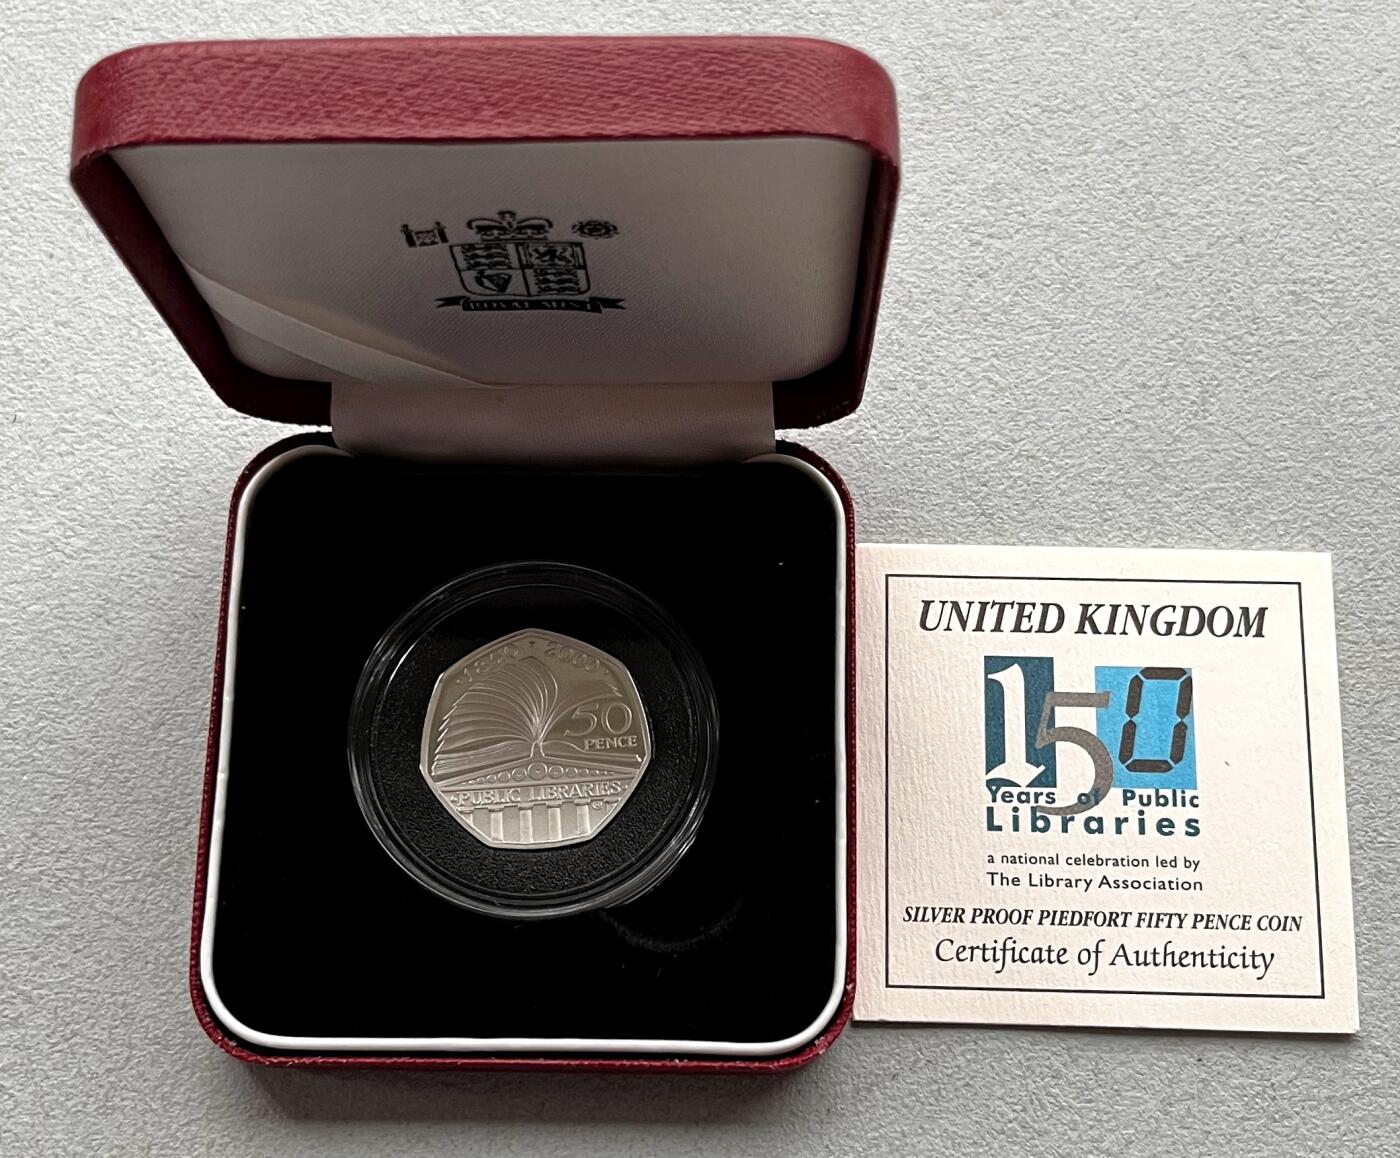 ROYAL MINT
1850 · 2000
50
PENCE
PUBLIC LIBRARIES
UNITED KINGDOM
150
Years of Public
Libraries
a national celebration led by
The Library Association
SILVER PROOF PIEDFORT FIFTY PENCE COIN
Certificate of Authenticity